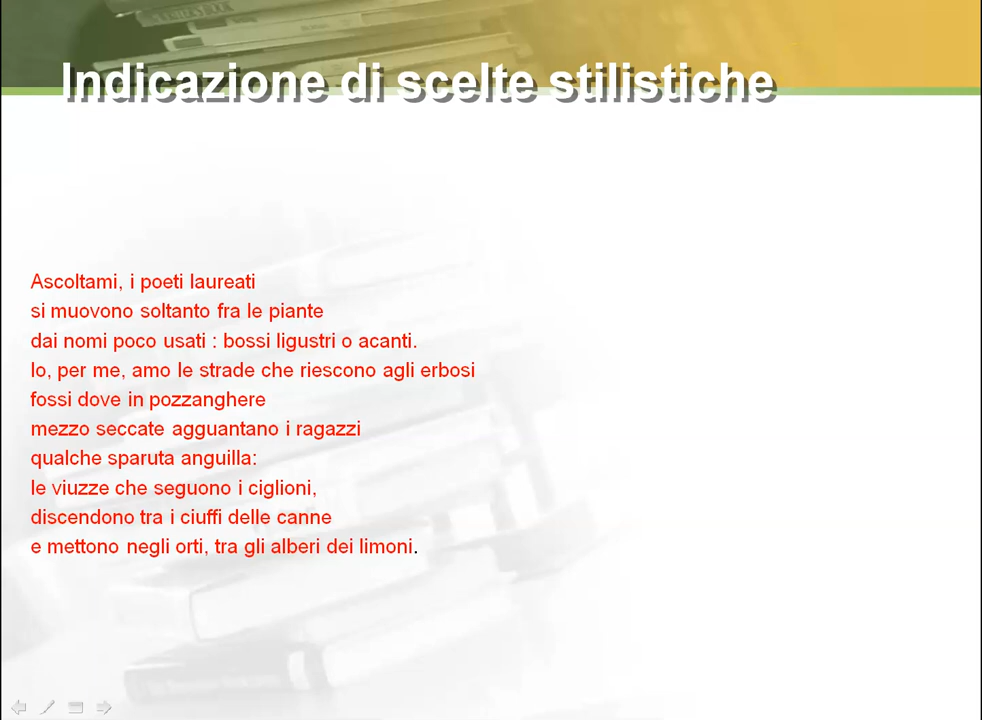 Indicazione di scelte stilistiche
Ascoltami, i poeti laureati
si muovono soltanto fra le piante
dai nomi poco usati : bossi ligustri o acanti.
Io, per me, amo le strade che riescono agli erbosi
fossi dove in pozzanghere
mezzo seccate agguantano i ragazzi
qualche sparuta anguilla:
le viuzze che seguono i ciglioni,
discendono tra i ciuffi delle canne
e mettono negli orti, tra gli alberi dei limoni.